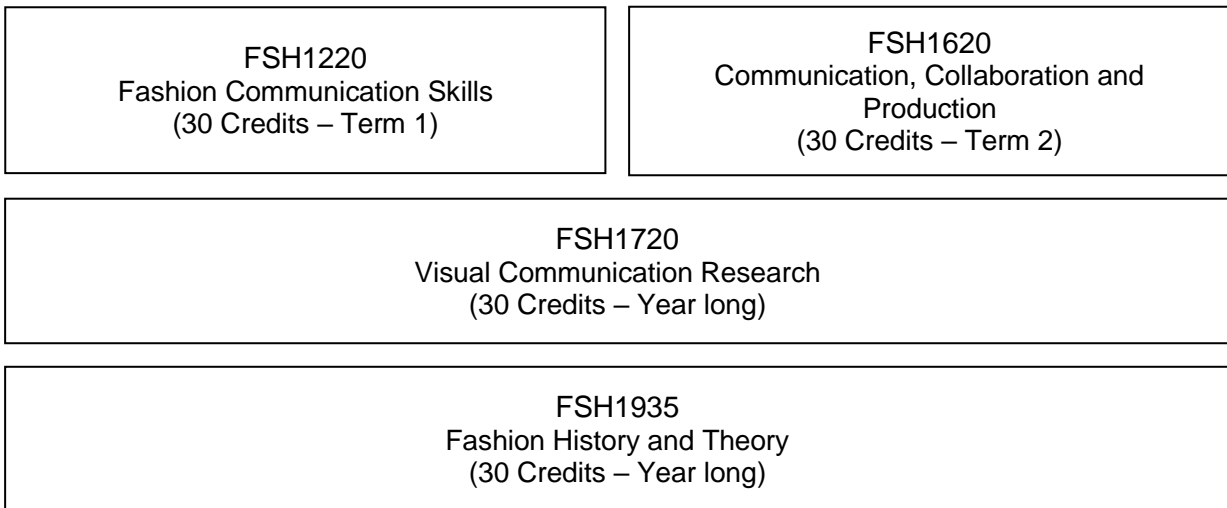 FSH1220
Fashion Communication Skills
(30 Credits – Term 1)
FSH1620
Communication, Collaboration and
Production
(30 Credits – Term 2)
FSH1720
Visual Communication Research
(30 Credits – Year long)
FSH1935
Fashion History and Theory
(30 Credits – Year long)